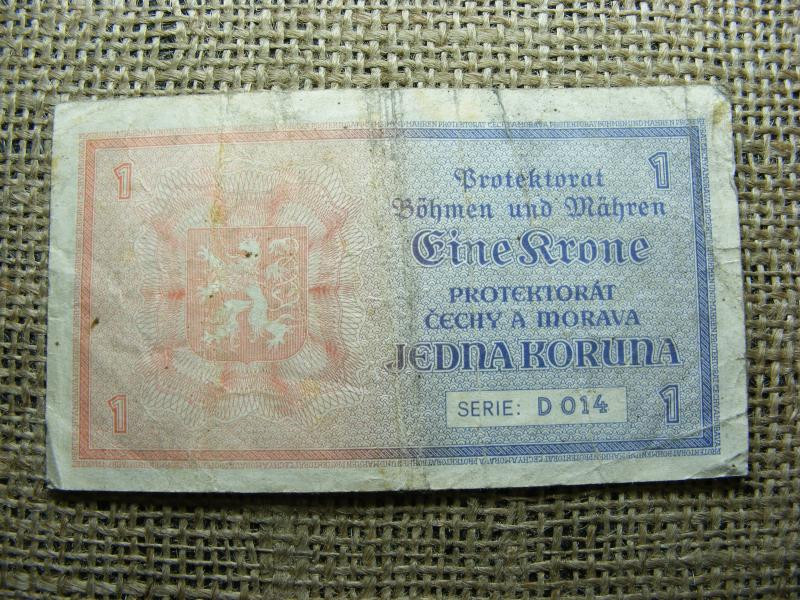 1
1
Protektorat
Böhmen und Mähren
Eine Krone
PROTEKTORÁT
ČECHY A MORAVA
JEDNA KORUNA
SERIE: D 014
1
1